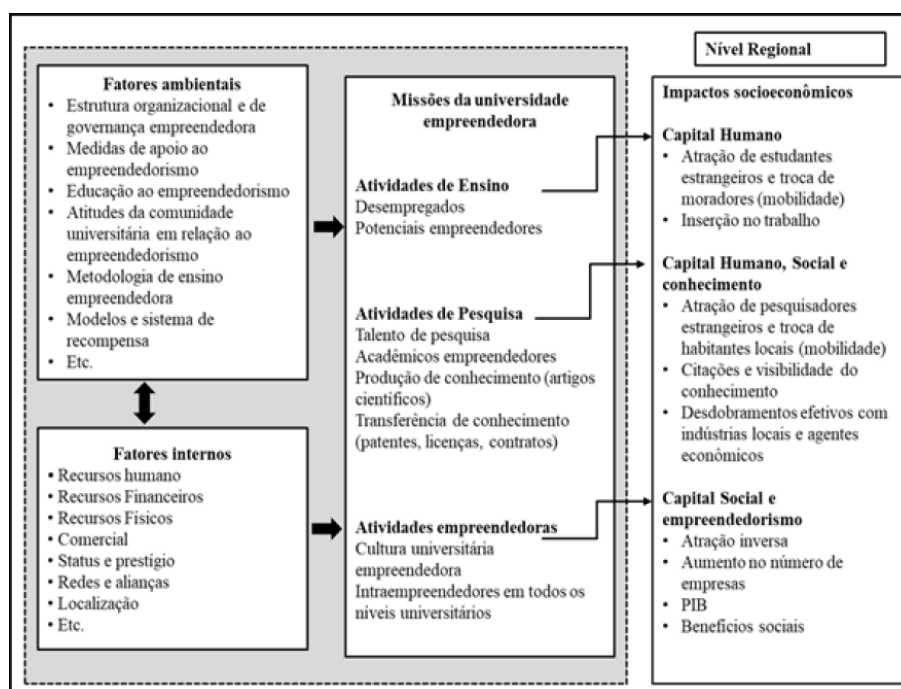 Fatores ambientais
• Estrutura organizacional e de
governança empreendedora
• Medidas de apoio ao
empreendedorismo
• Educação ao empreendedorismo
• Atitudes da comunidade
universitária em relação ao
empreendedorismo
• Metodologia de ensino
empreendedora
• Modelos e sistema de
recompensa
• Etc.
Fatores internos
• Recursos humano
• Recursos Financeiros
• Recursos Físicos
• Comercial
• Status e prestígio
• Redes e alianças
• Localização
• Etc.
Missões da universidade
empreendedora
Atividades de Ensino
Desempregados
Potenciais empreendedores
Atividades de Pesquisa
Talento de pesquisa
Acadêmicos empreendedores
Produção de conhecimento (artigos
científicos)
Transferência de conhecimento
(patentes, licenças, contratos)
Atividades empreendedoras
Cultura universitária
empreendedora
Intraempreendedores em todos os
níveis universitários
Nível Regional
Impactos socioeconômicos
Capital Humano
• Atração de estudantes
estrangeiros e troca de
moradores (mobilidade)
• Inserção no trabalho
Capital Humano, Social e
conhecimento
• Atração de pesquisadores
estrangeiros e troca de
habitantes locais (mobilidade)
• Citações e visibilidade do
conhecimento
• Desdobramentos efetivos com
indústrias locais e agentes
econômicos
Capital Social e
empreendedorismo
• Atração inversa
• Aumento no número de
empresas
• PIB
• Benefícios sociais